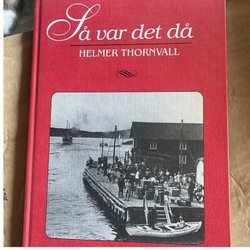 Så var det då
HELMER THORNVALL